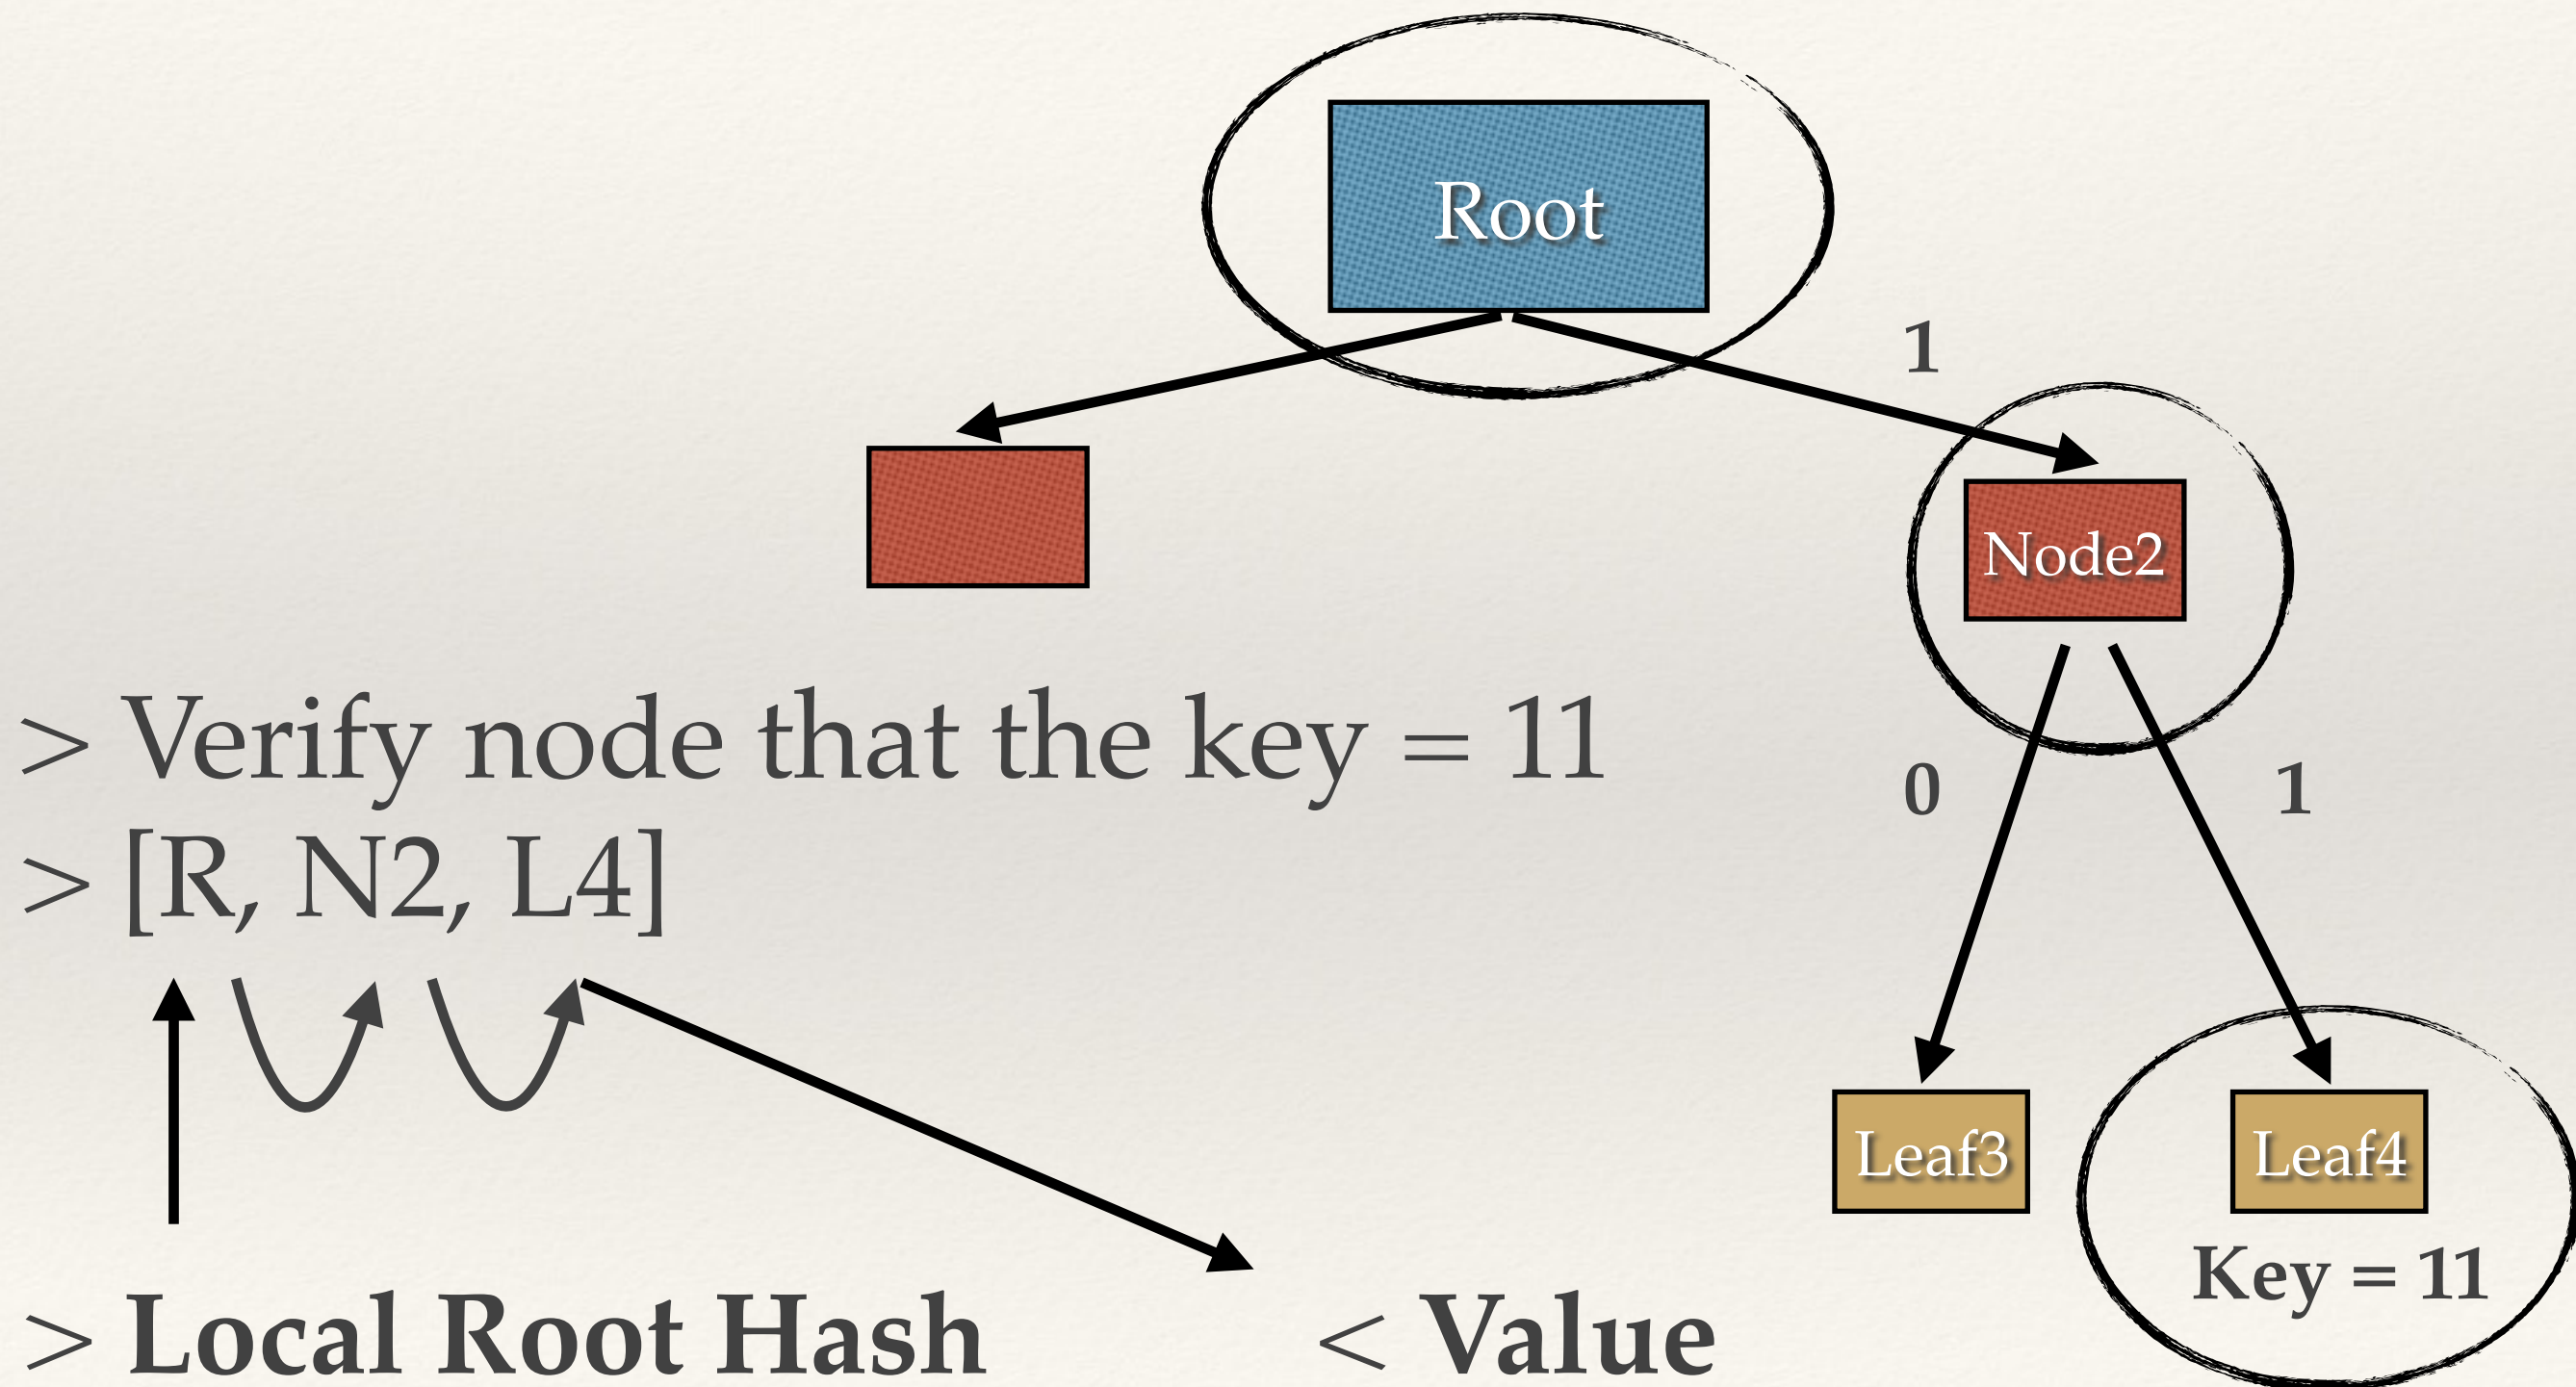 Root
1
Node2
> Verify node that the key = 11
0
1
> [R, N2, L4]
Leaf3
Leaf4
Key = 11
> Local Root Hash
< Value